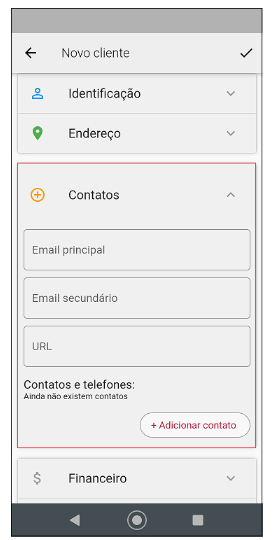 Novo cliente
Identificação
Endereço
Contatos
Email principal
Email secundário
URL
Contatos e telefones:
Ainda não existem contatos
+ Adicionar contato
Financeiro